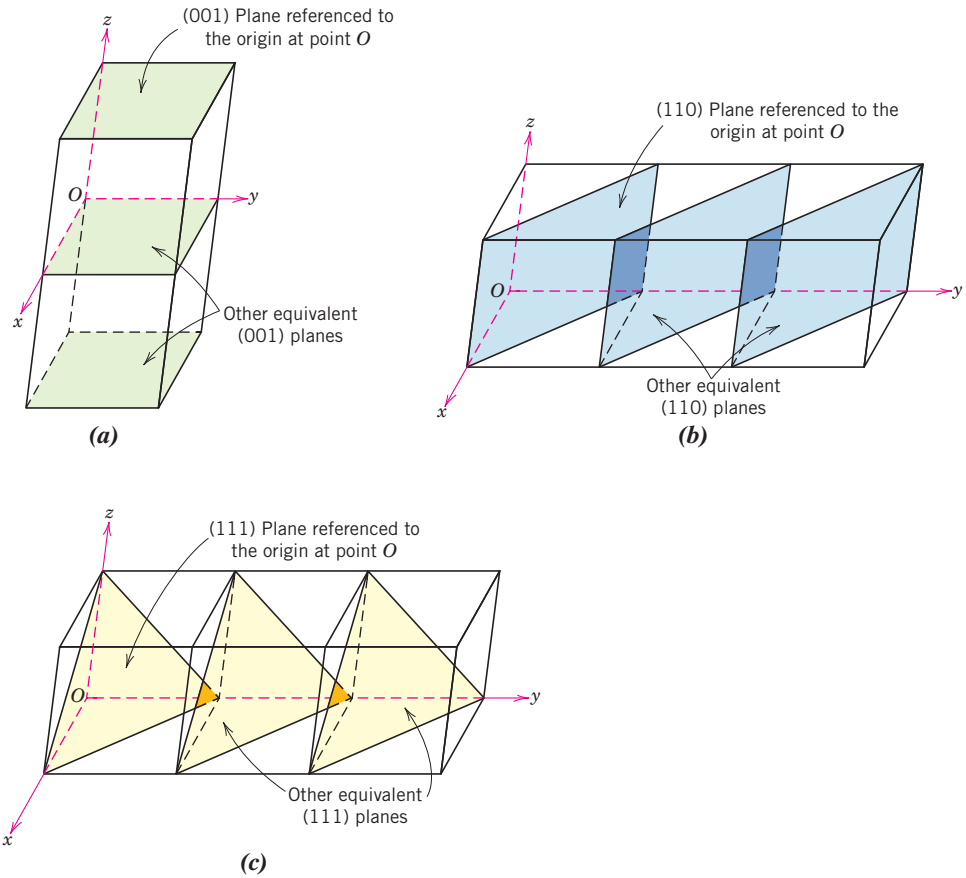 z
(001) Plane referenced to
the origin at point O
O
y
x
Other equivalent
(001) planes
(a)
(110) Plane referenced to the
origin at point O
z
O
y
x
Other equivalent
(110) planes
(b)
z
(111) Plane referenced to
the origin at point O
O
y
x
Other equivalent
(111) planes
(c)